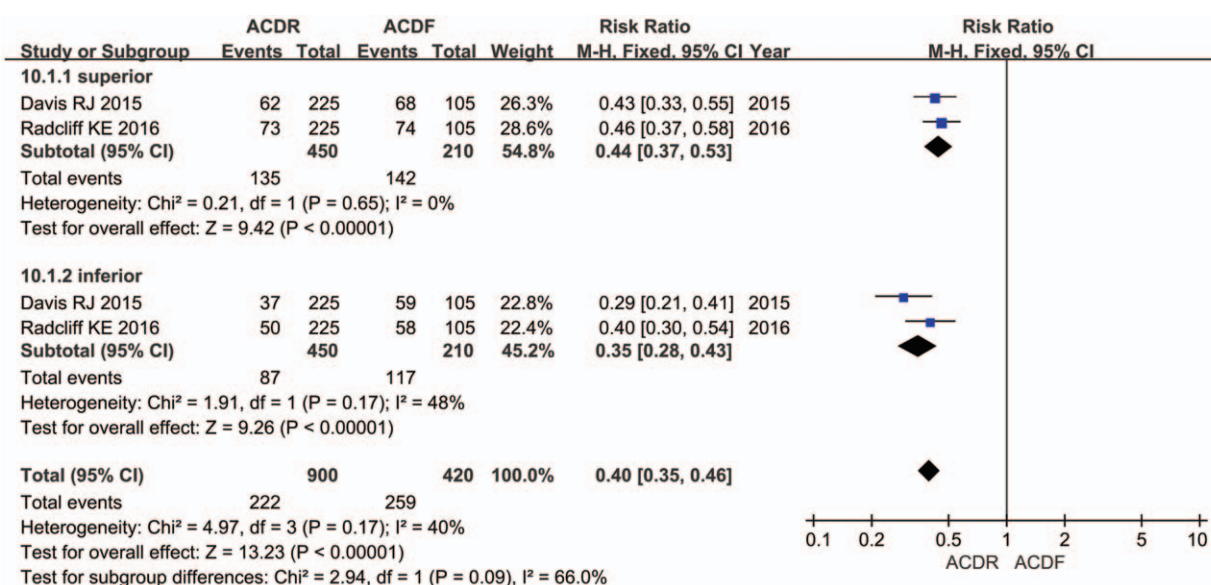 ACDR ACDF Risk Ratio Risk Ratio
Study or Subgroup Events Total Events Total Weight M-H, Fixed, 95% CI Year M-H, Fixed, 95% CI
10.1.1 superior
Davis RJ 2015 62 225 68 105 26.3% 0.43 [0.33, 0.55] 2015
Radcliff KE 2016 73 225 74 105 28.6% 0.46 [0.37, 0.58] 2016
Subtotal (95% CI) 450 210 54.8% 0.44 [0.37, 0.53]
Total events 135 142
Heterogeneity: Chi² = 0.21, df = 1 (P = 0.65); I² = 0%
Test for overall effect: Z = 9.42 (P < 0.00001)
10.1.2 inferior
Davis RJ 2015 37 225 59 105 22.8% 0.29 [0.21, 0.41] 2015
Radcliff KE 2016 50 225 58 105 22.4% 0.40 [0.30, 0.54] 2016
Subtotal (95% CI) 450 210 45.2% 0.35 [0.28, 0.43]
Total events 87 117
Heterogeneity: Chi² = 1.91, df = 1 (P = 0.17); I² = 48%
Test for overall effect: Z = 9.26 (P < 0.00001)
Total (95% CI) 900 420 100.0% 0.40 [0.35, 0.46]
Total events 222 259
Heterogeneity: Chi² = 4.97, df = 3 (P = 0.17); I² = 40%
Test for overall effect: Z = 13.23 (P < 0.00001)
Test for subgroup differences: Chi² = 2.94, df = 1 (P = 0.09), I² = 66.0%
0.1 0.2 0.5 1 2 5 10
ACDR ACDF